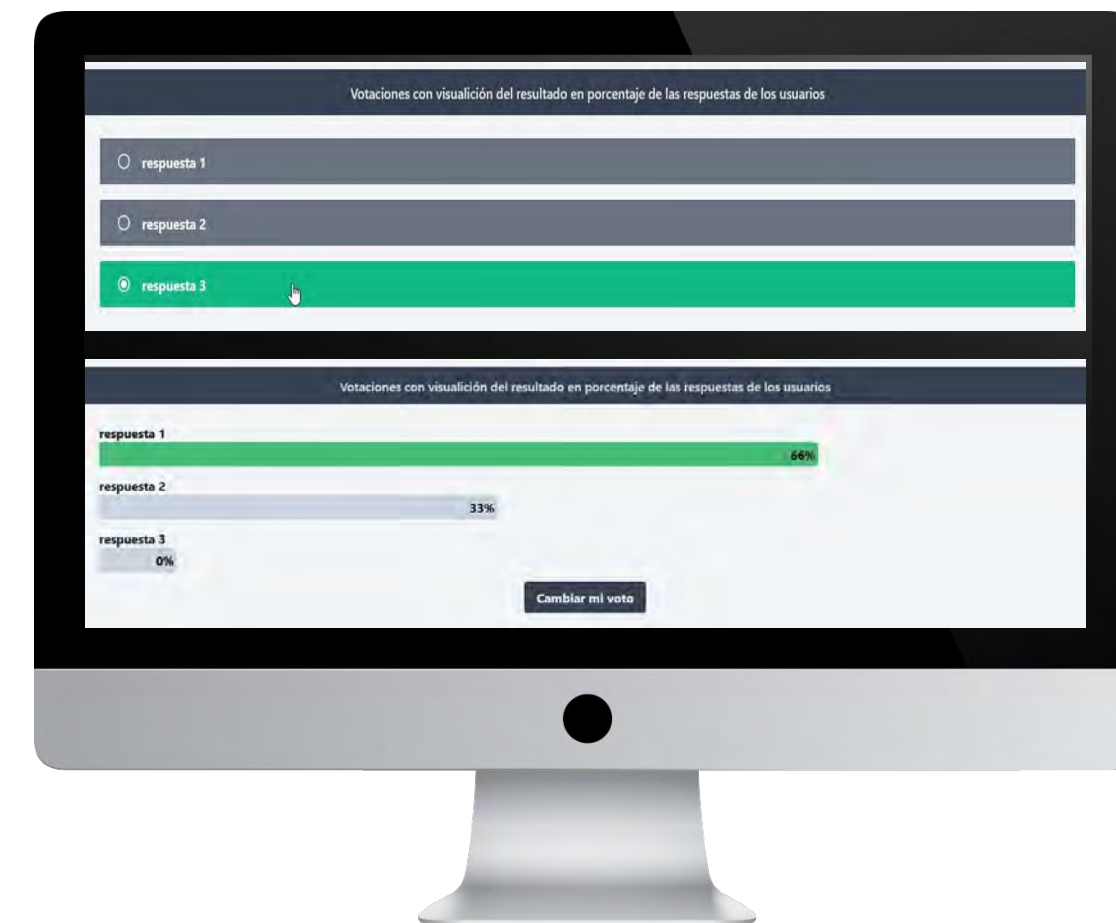 Votaciones con visualición del resultado en porcentaje de las respuestas de los usuarios
respuesta 1
respuesta 2
respuesta 3
Votaciones con visualición del resultado en porcentaje de las respuestas de los usuarios
respuesta 1
66%
respuesta 2
33%
respuesta 3
0%
Cambiar mi voto